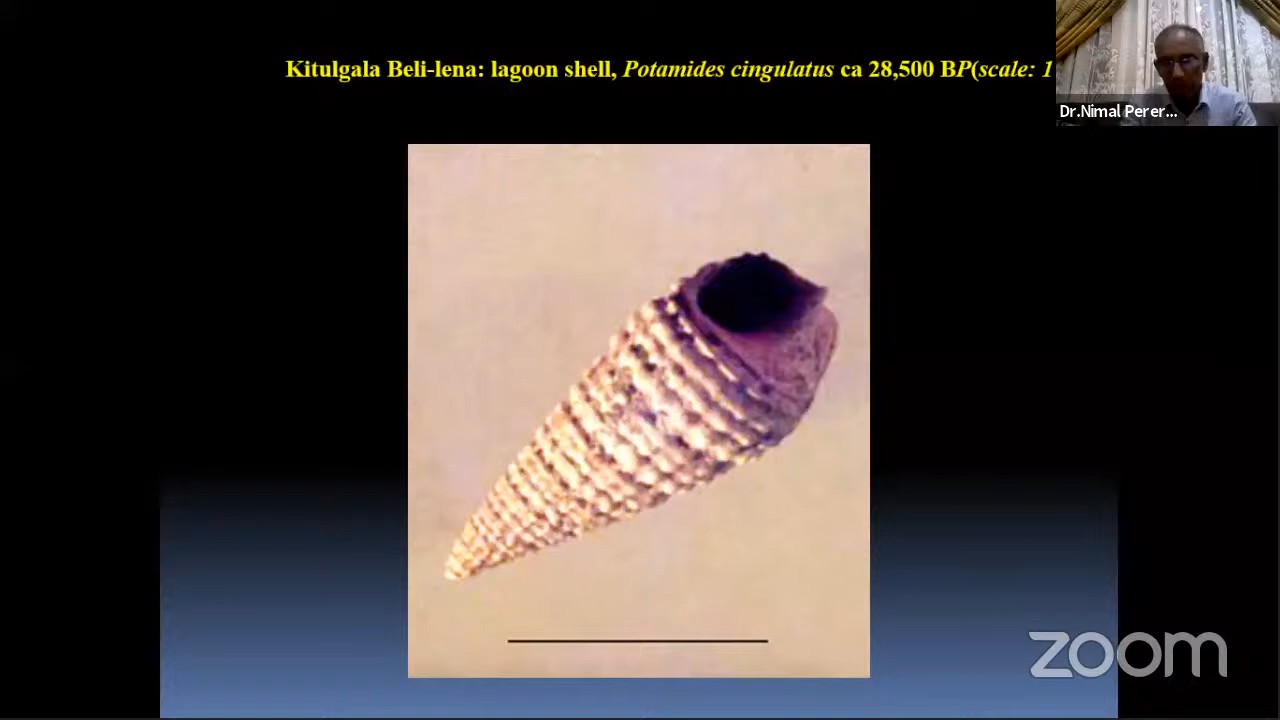 Kitulgala Beli-lena: lagoon shell, Potamides cingulatus ca 28,500 BP(scale: 1
Dr.Nimal Perer...
zoom